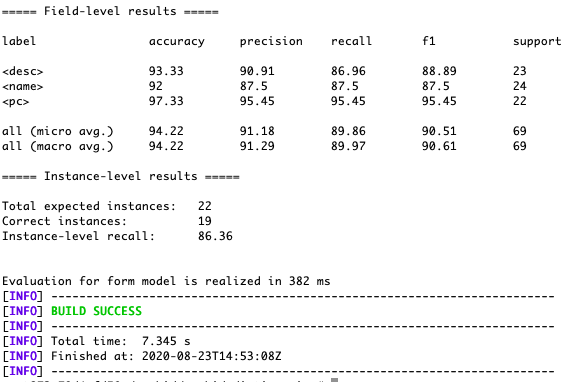 ===== Field-level results =====
label accuracy precision recall f1 support
<desc> 93.33 90.91 86.96 88.89 23
<name> 92 87.5 87.5 87.5 24
<pc> 97.33 95.45 95.45 95.45 22
all (micro avg.) 94.22 91.18 89.86 90.51 69
all (macro avg.) 94.22 91.29 89.97 90.61 69
===== Instance-level results =====
Total expected instances: 22
Correct instances: 19
Instance-level recall: 86.36
Evaluation for form model is realized in 382 ms
[INFO] ------------------------------------------------------------------------
[INFO] BUILD SUCCESS
[INFO] ------------------------------------------------------------------------
[INFO] Total time: 7.345 s
[INFO] Finished at: 2020-08-23T14:53:08Z
[INFO] ------------------------------------------------------------------------